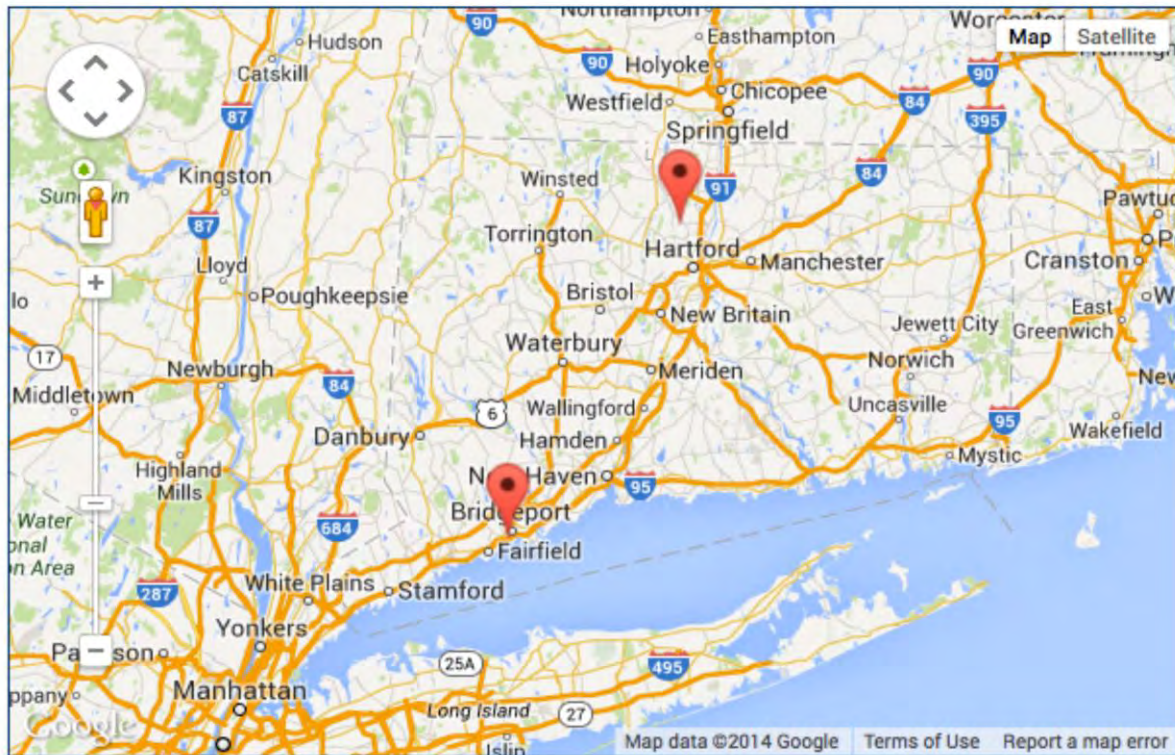 Northampton
90
Worcester
Map
Satellite
Hudson
Easthampton
Catskill
90
Holyoke
90
Chicopee
Westfield
84
87
Springfield
395
Kingston
Winsted
91
84
Pawtuc
87
Torrington
Hartford
Manchester
Cranston
Lloyd
Poughkeepsie
Bristol
New Britain
East
Greenwich
Jewett City
17
Waterbury
Newburgh
84
Meriden
Norwich
Middletown
6
Wallingford
Uncasville
95
Danbury
Hamden
Wakefield
Mystic
Highland
Mills
Haven
95
Water
684
Bridgeport
Fairfield
287
White Plains
Stamford
Yonkers
25A
495
Manhattan
Long Island
27
Google
Islip
Map data ©2014 Google
Terms of Use
Report a map error